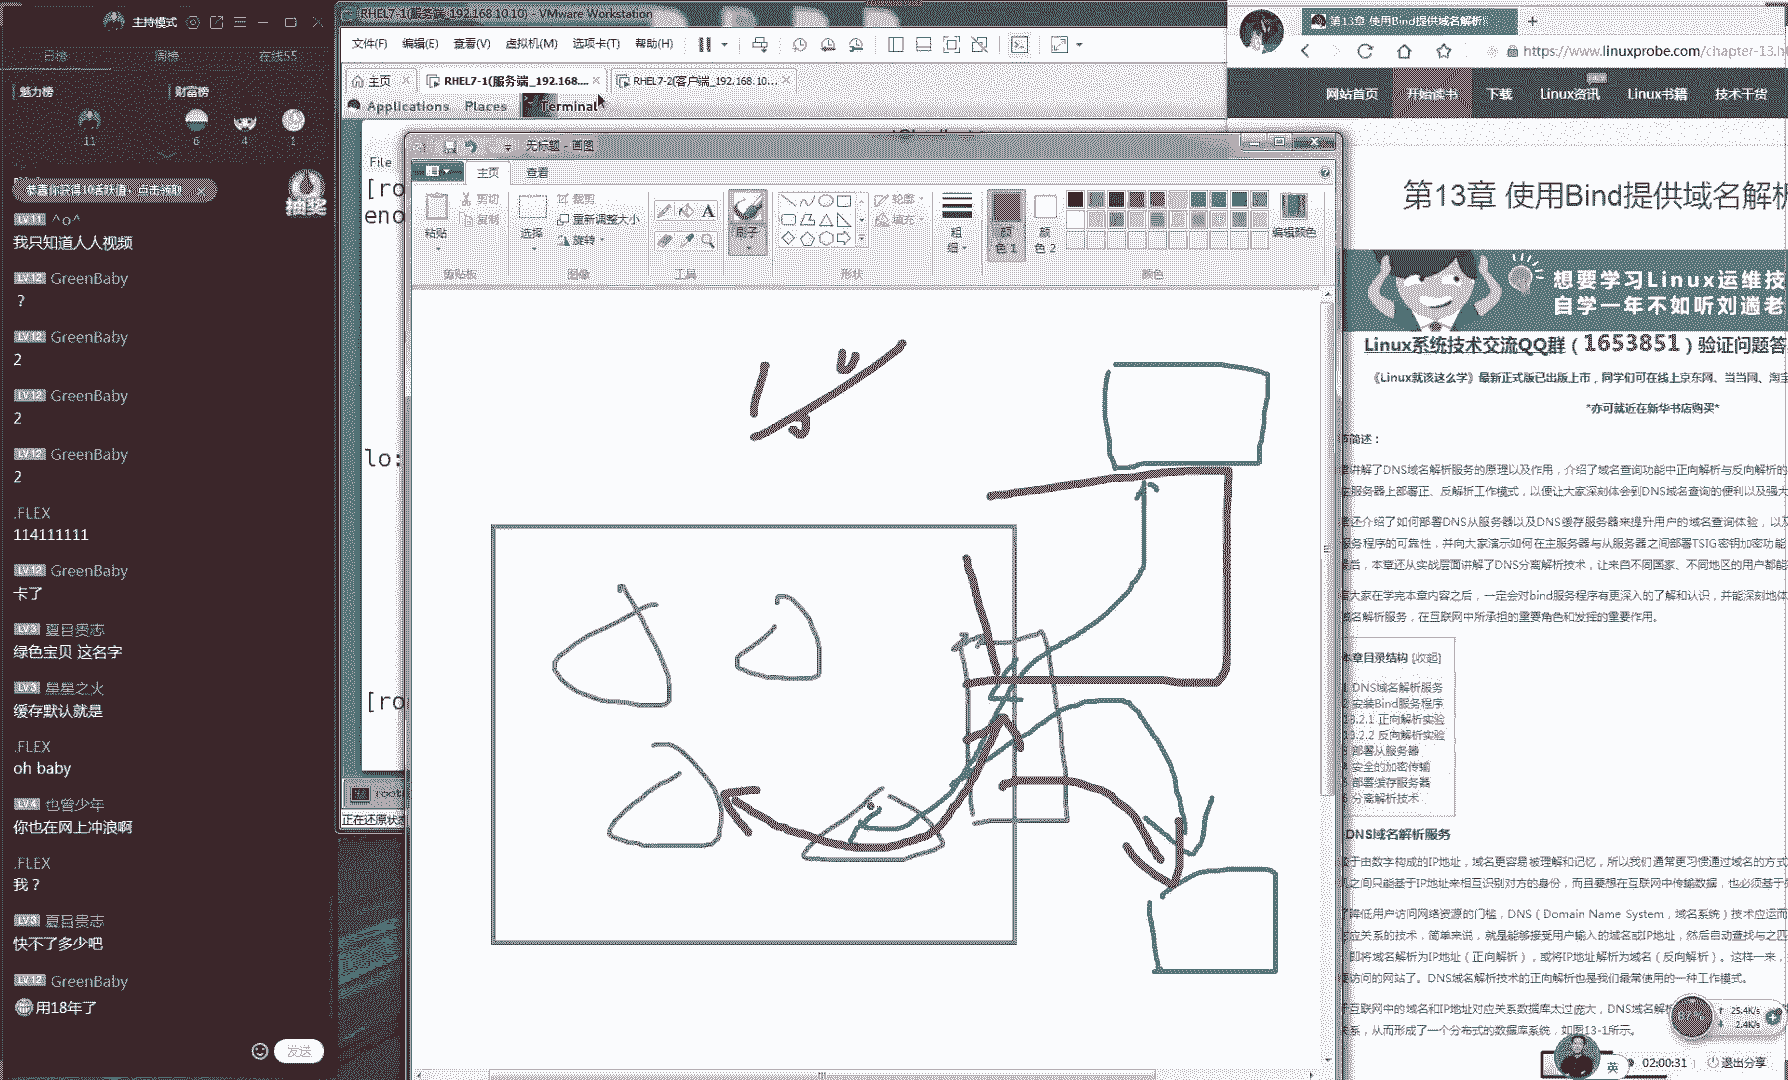 主持模式
日榜 周榜 在线55
魅力榜 财富榜
11 6 4 1
抽奖
LV11 ^o^
我只知道人人视频
LV12 GreenBaby
?
LV12 GreenBaby
2
LV12 GreenBaby
2
LV12 GreenBaby
2
.FLEX
114111111
LV12 GreenBaby
卡了
LV3 夏目贵志
绿色宝贝 这名字
LV3 星星之火
缓存默认就是
.FLEX
oh baby
LV4 也曾少年
你也在网上冲浪啊
.FLEX
我？
LV3 夏目贵志
快不了多少吧
LV12 GreenBaby
用18年了
发送
RHEL7-1(服务端_192.168.10.10) - VMware Workstation
文件(F) 编辑(E) 查看(V) 虚拟机(M) 选项卡(T) 帮助(H)
主页 RHEL7-1(服务端_192.168.... RHEL7-2(客户端_192.168.10...
Applications Places Terminal
File
[ro
eno
lo:
[ro
root
正在还原状态
无标题 - 画图
主页 查看
粘贴 剪切 复制 选择 裁剪 重新调整大小 旋转 刷子 轮廓 填充 粗细 颜色 1 颜色 2 编辑颜色
剪贴板 图像 工具 形状 颜色
第13章 使用Bind提供域名解析
https://www.linuxprobe.com/chapter-13.h
网站首页 开始读书 下载 Linux资讯 Linux书籍 技术干货
第13章 使用Bind提供域名解析
想要学习Linux运维技
自学一年不如听刘遄老
Linux系统技术交流QQ群（1653851）验证问题答
《Linux就该这么学》最新正式版已出版上市，同学们可在线上京东网、当当网、淘宝
*亦可就近在新华书店购买*
简述：
讲解了DNS域名解析服务的原理以及作用，介绍了域名查询功能中正向解析与反向解析的
主服务器上部署正、反解析工作模式，以便让大家深刻体会到DNS域名查询的便利以及强大
还介绍了如何部署DNS从服务器以及DNS缓存服务器来提升用户的域名查询体验，以及
服务程序的可靠性，并向大家演示如何在主服务器与从服务器之间部署TSIG密钥加密功能
后，本章还从实战层面讲解了DNS分离解析技术，让来自不同国家、不同地区的用户都能
大家在学完本章内容之后，一定会对bind服务程序有更深入的了解和认识，并能深刻地体
域名解析服务，在互联网中所承担的重要角色和发挥的重要作用。
本章目录结构 [收起]
DNS域名解析服务
安装Bind服务程序
13.2.1 正向解析实验
13.2.2 反向解析实验
部署从服务器
安全的加密传输
部署缓存服务器
分离解析技术
DNS域名解析服务
于由数字构成的IP地址，域名更容易被理解和记忆，所以我们通常更习惯通过域名的方式
机之间只能基于IP地址来相互识别对方的身份，而且要想在互联网中传输数据，也必须基于
降低用户访问网络资源的门槛，DNS（Domain Name System，域名系统）技术应运而
对应关系的技术，简单来说，就是能够接受用户输入的域名或IP地址，然后自动查找与之匹
即将域名解析为IP地址（正向解析），或将IP地址解析为域名（反向解析）。这样一来，
要访问的网站了。DNS域名解析技术的正向解析也是我们最常使用的一种工作模式。
互联网中的域名和IP地址对应关系数据库太过庞大，DNS域名解析
关系，从而形成了一个分布式的数据库系统，如图13-1所示。
25.4K/s
2.4K/s
英 02:00:31 退出分享